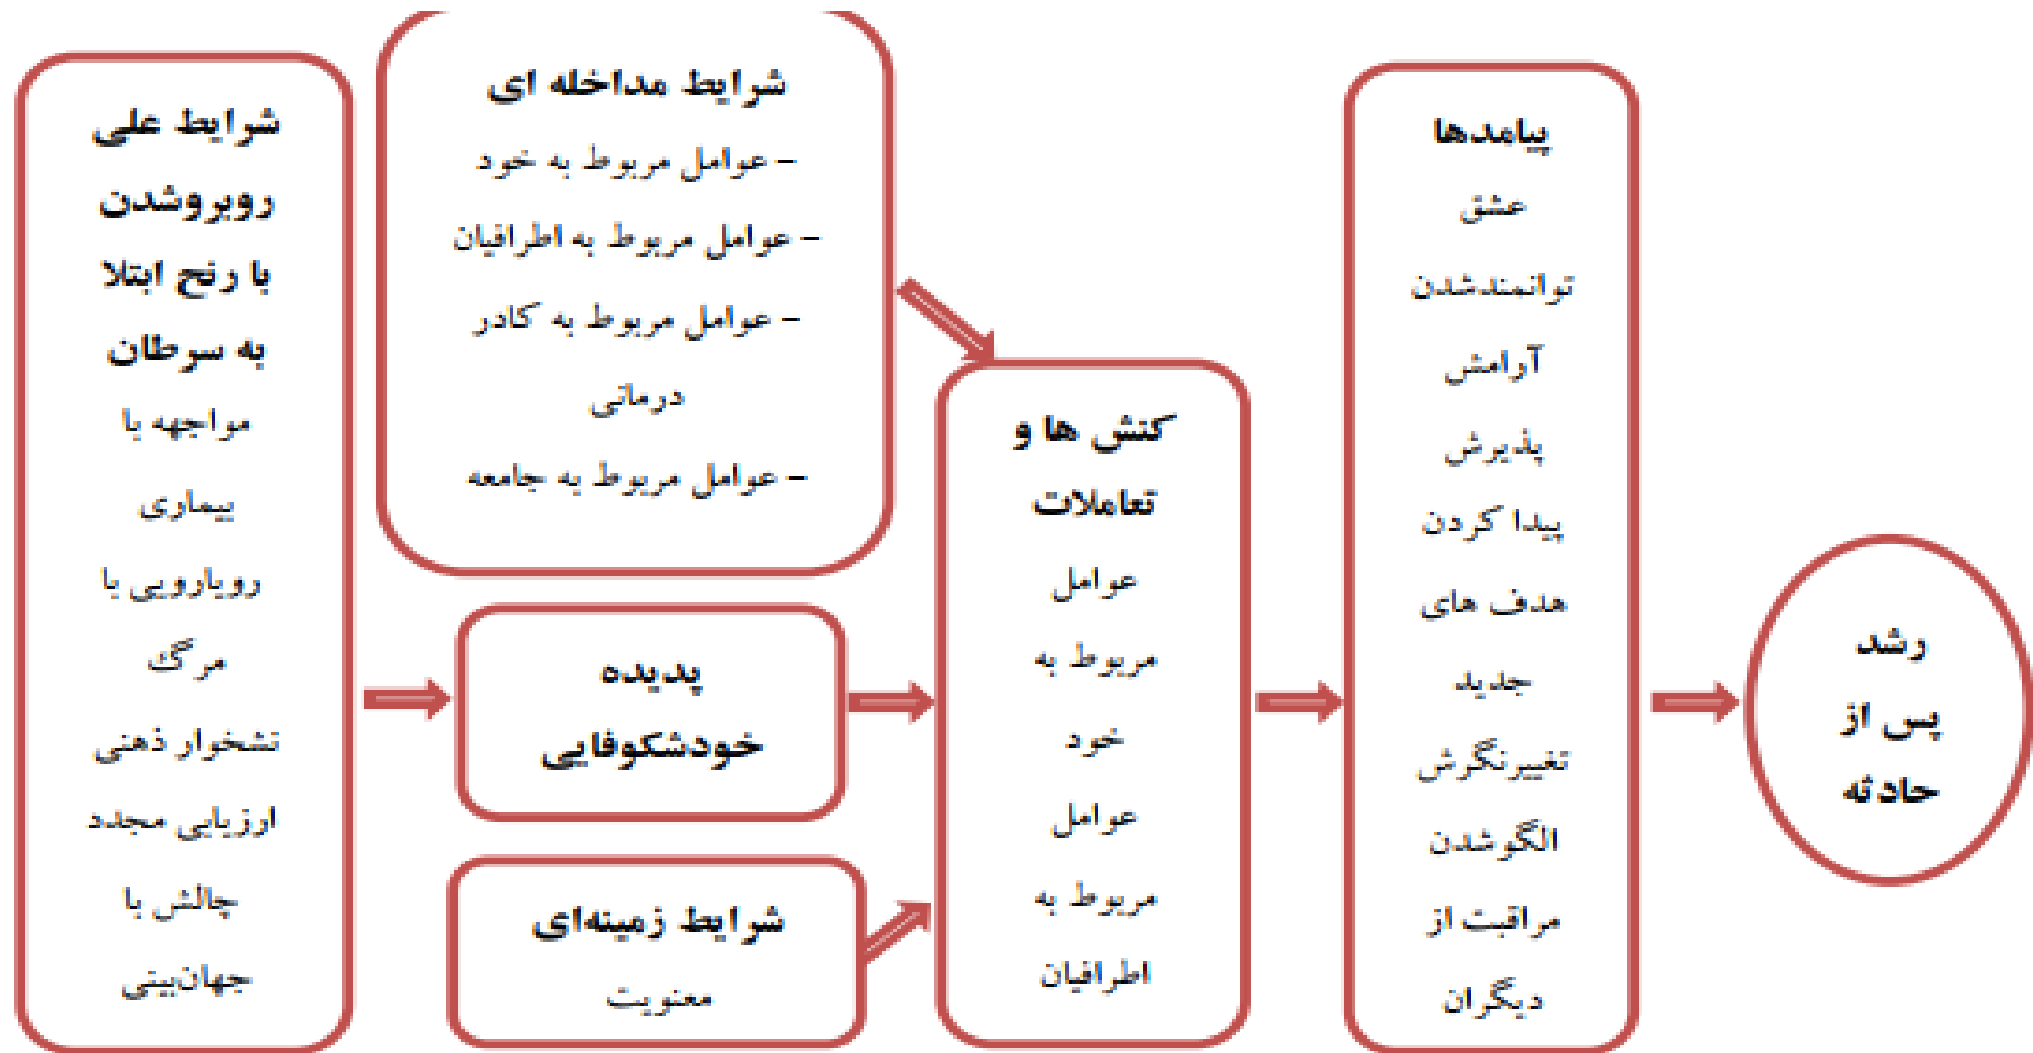 شرایط علی
روبروشدن
با رنج ابتلا
به سرطان
مواجهه با
بیماری
رویارویی با
مرگ
نشخوار ذهنی
ارزیابی مجدد
چالش با
جهان‌بینی
شرایط مداخله ای
- عوامل مربوط به خود
- عوامل مربوط به اطرافیان
- عوامل مربوط به کادر
درمانی
- عوامل مربوط به جامعه
پدیده
خودشکوفایی
شرایط زمینه‌ای
معنویت
کنش ها و
تعاملات
عوامل
مربوط به
خود
عوامل
مربوط به
اطرافیان
پیامدها
عشق
توانمندشدن
آرامش
پذیرش
پیدا کردن
هدف های
جدید
تغییرنگرش
الگوشدن
مراقبت از
دیگران
رشد
پس از
حادثه